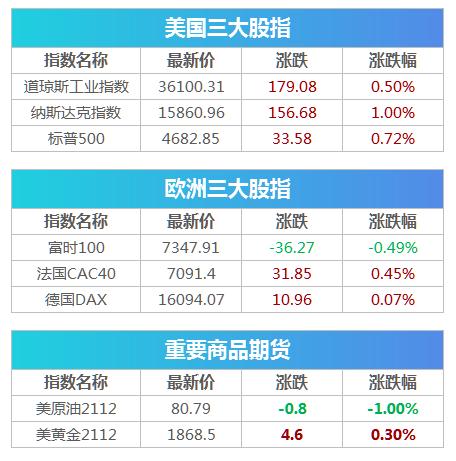 美国三大股指
指数名称 最新价 涨跌 涨跌幅
道琼斯工业指数 36100.31 179.08 0.50%
纳斯达克指数 15860.96 156.68 1.00%
标普500 4682.85 33.58 0.72%
欧洲三大股指
指数名称 最新价 涨跌 涨跌幅
富时100 7347.91 -36.27 -0.49%
法国CAC40 7091.4 31.85 0.45%
德国DAX 16094.07 10.96 0.07%
重要商品期货
指数名称 最新价 涨跌 涨跌幅
美原油2112 80.79 -0.8 -1.00%
美黄金2112 1868.5 4.6 0.30%